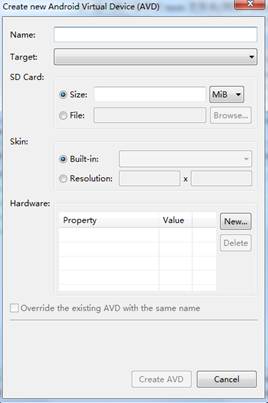 Create new Android Virtual Device (AVD)
Name:
Target:
SD Card:
Size:
MiB
File:
Browse...
Skin:
Built-in:
Resolution:
x
Hardware:
Property Value
New...
Delete
Override the existing AVD with the same name
Create AVD Cancel